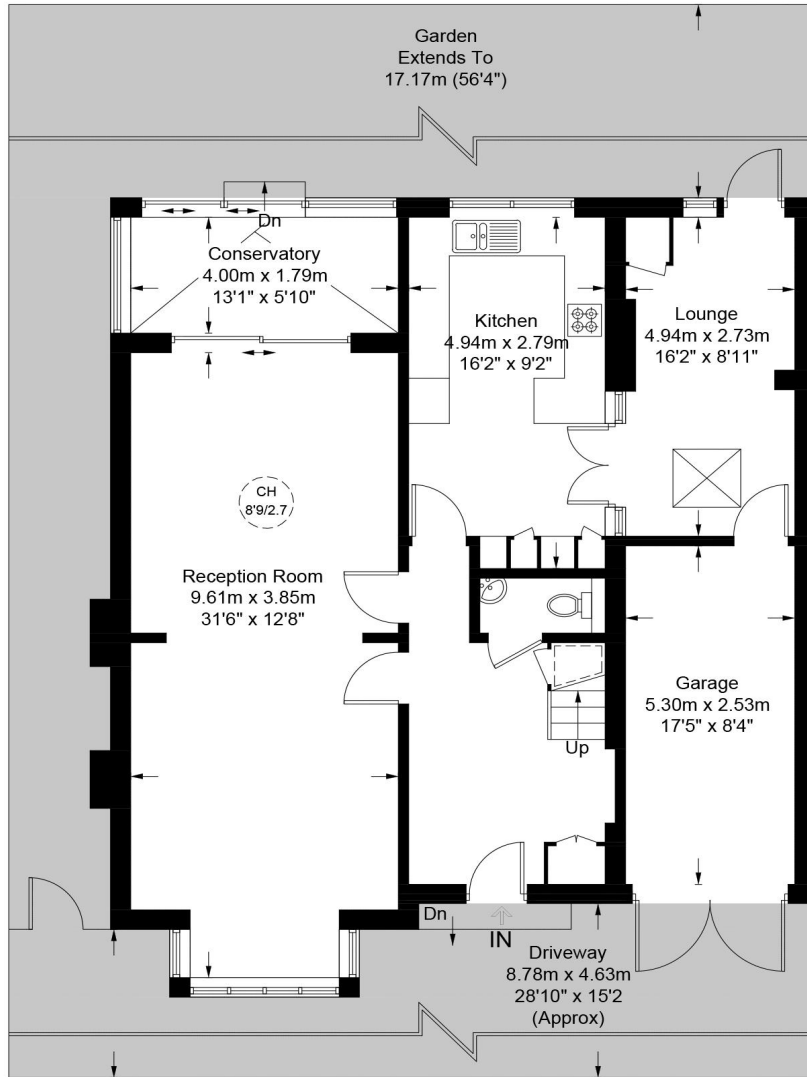 Garden
Extends To
17.17m (56'4")
Dn
Conservatory
4.00m x 1.79m
13'1" x 5'10"
Kitchen
4.94m x 2.79m
16'2" x 9'2"
Lounge
4.94m x 2.73m
16'2" x 8'11"
CH
8'9/2.7
Reception Room
9.61m x 3.85m
31'6" x 12'8"
Garage
5.30m x 2.53m
17'5" x 8'4"
Up
Dn
IN
Driveway
8.78m x 4.63m
28'10" x 15'2
(Approx)